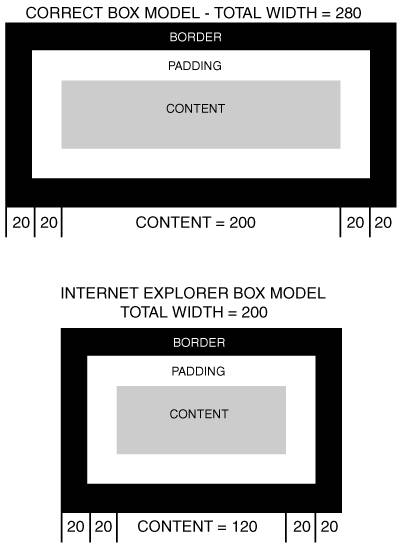 CORRECT BOX MODEL - TOTAL WIDTH = 280
BORDER
PADDING
CONTENT
20 20 CONTENT = 200 20 20
INTERNET EXPLORER BOX MODEL
TOTAL WIDTH = 200
BORDER
PADDING
CONTENT
20 20 CONTENT = 120 20 20